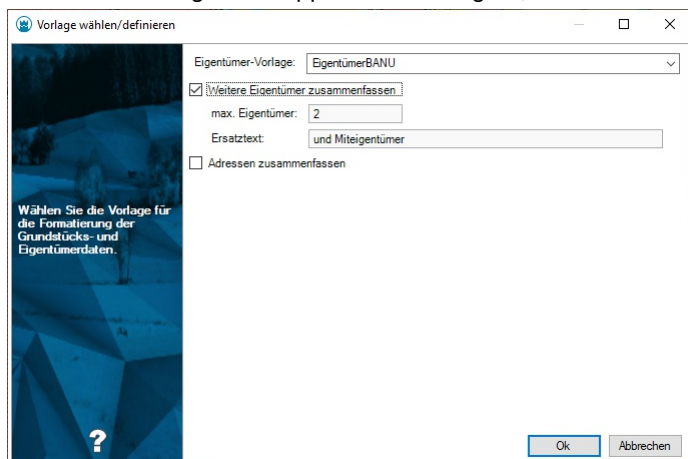 Vorlage wählen/definieren
Eigentümer-Vorlage: EigentümerBANU
Weitere Eigentümer zusammenfassen
max. Eigentümer: 2
Ersatztext: und Miteigentümer
Adressen zusammenfassen
Wählen Sie die Vorlage für
die Formatierung der
Grundstücks- und
Eigentümerdaten.
?
Ok Abbrechen